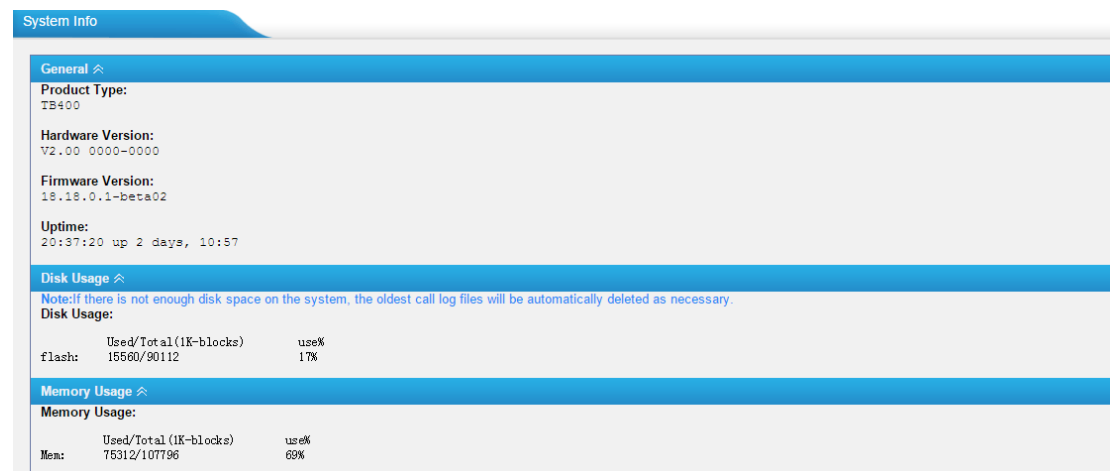 System Info
General
Product Type:
TB400
Hardware Version:
V2.00 0000-0000
Firmware Version:
18.18.0.1-beta02
Uptime:
20:37:20 up 2 days, 10:57
Disk Usage
Note:If there is not enough disk space on the system, the oldest call log files will be automatically deleted as necessary.
Disk Usage:
Used/Total(1K-blocks) use%
flash: 15560/90112 17%
Memory Usage
Memory Usage:
Used/Total(1K-blocks) use%
Mem: 75312/107796 69%